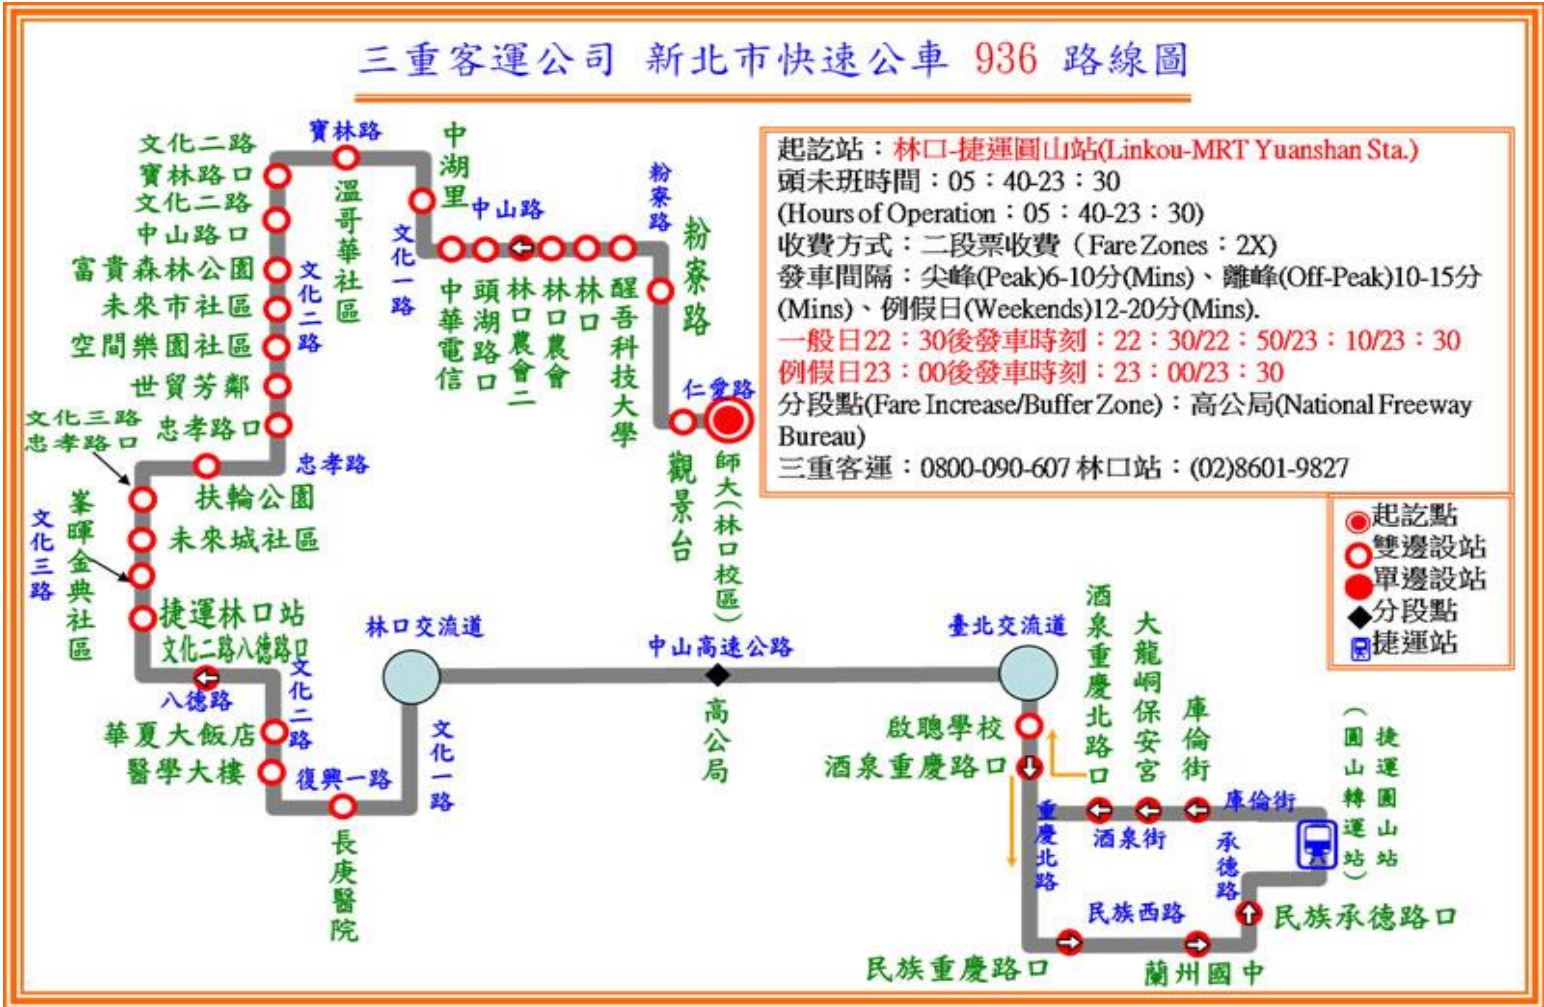 三重客運公司 新北市快速公車 936 路線圖
起訖站：林口-捷運圓山站(Linkou-MRT Yuanshan Sta.)
頭末班時間：05：40-23：30
(Hours of Operation：05：40-23：30)
收費方式：二段票收費（Fare Zones：2X）
發車間隔：尖峰(Peak)6-10分(Mins)、離峰(Off-Peak)10-15分
(Mins)、例假日(Weekends)12-20分(Mins).
一般日22：30後發車時刻：22：30/22：50/23：10/23：30
例假日23：00後發車時刻：23：00/23：30
分段點(Fare Increase/Buffer Zone)：高公局(National Freeway
Bureau)
三重客運：0800-090-607 林口站：(02)8601-9827
起訖點
雙邊設站
單邊設站
分段點
捷運站
師大(林口校區)
仁愛路
觀景台
粉寮路
粉寮路
醒吾科技大學
林口
林口農會
林口農會二
頭湖路口
中華電信
中山路
文化一路
中湖里
寶林路
溫哥華社區
文化二路
寶林路口
文化二路
中山路口
富貴森林公園
未來市社區
空間樂園社區
世貿芳鄰
忠孝路口
文化二路
忠孝路
扶輪公園
文化三路
忠孝路口
未來城社區
峯暉金典社區
文化三路
捷運林口站
文化二路八德路口
八德路
文化二路
華夏大飯店
醫學大樓
復興一路
長庚醫院
文化一路
林口交流道
中山高速公路
高公局
臺北交流道
啟聰學校
酒泉重慶路口
重慶北路
民族重慶路口
民族西路
蘭州國中
民族承德路口
承德路
捷運圓山站
(圓山轉運站)
庫倫街
庫倫街
大龍峒保安宮
酒泉街
酒泉重慶北路口